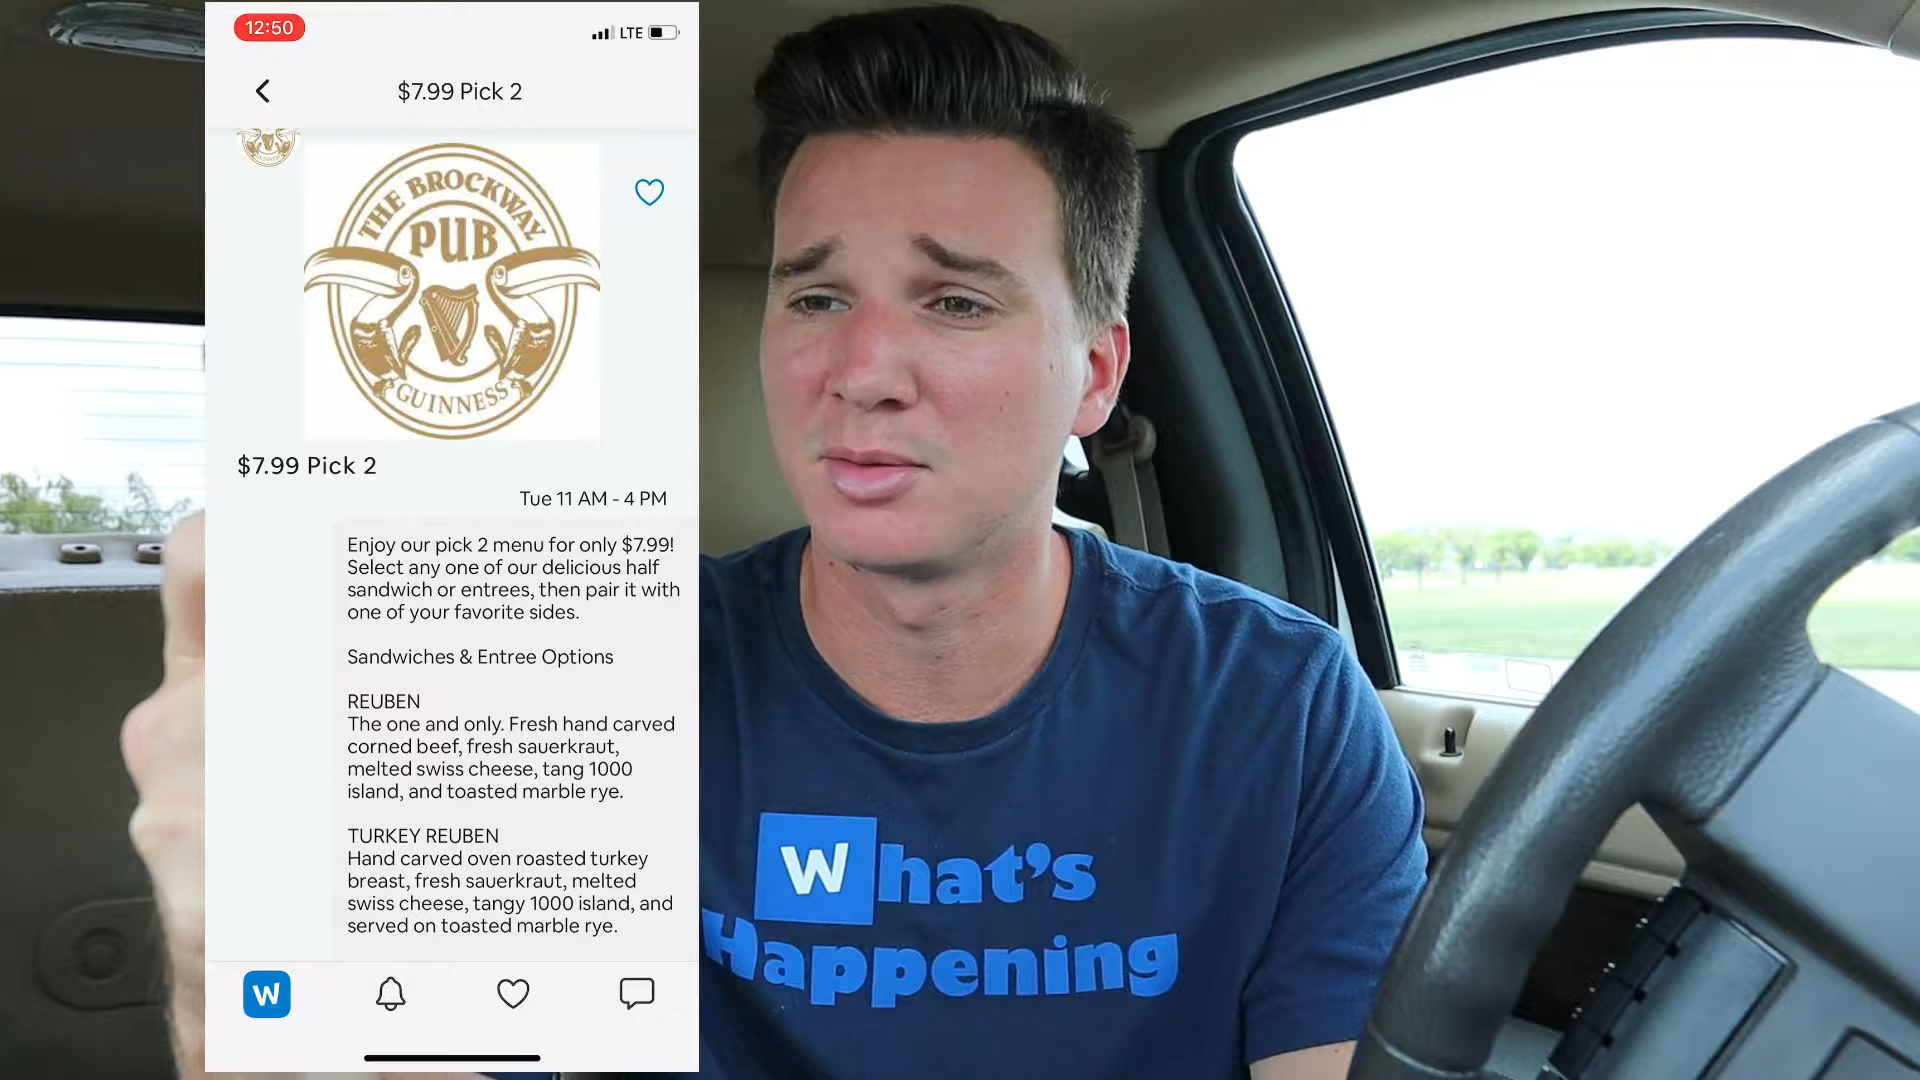 12:50
LTE
$7.99 Pick 2
THE BROCKWAY
PUB
GUINNESS
$7.99 Pick 2
Tue 11 AM - 4 PM
Enjoy our pick 2 menu for only $7.99!
Select any one of our delicious half
sandwich or entrees, then pair it with
one of your favorite sides.
Sandwiches & Entree Options
REUBEN
The one and only. Fresh hand carved
corned beef, fresh sauerkraut,
melted swiss cheese, tang 1000
island, and toasted marble rye.
TURKEY REUBEN
Hand carved oven roasted turkey
breast, fresh sauerkraut, melted
swiss cheese, tangy 1000 island, and
served on toasted marble rye.
W
What's
Happening